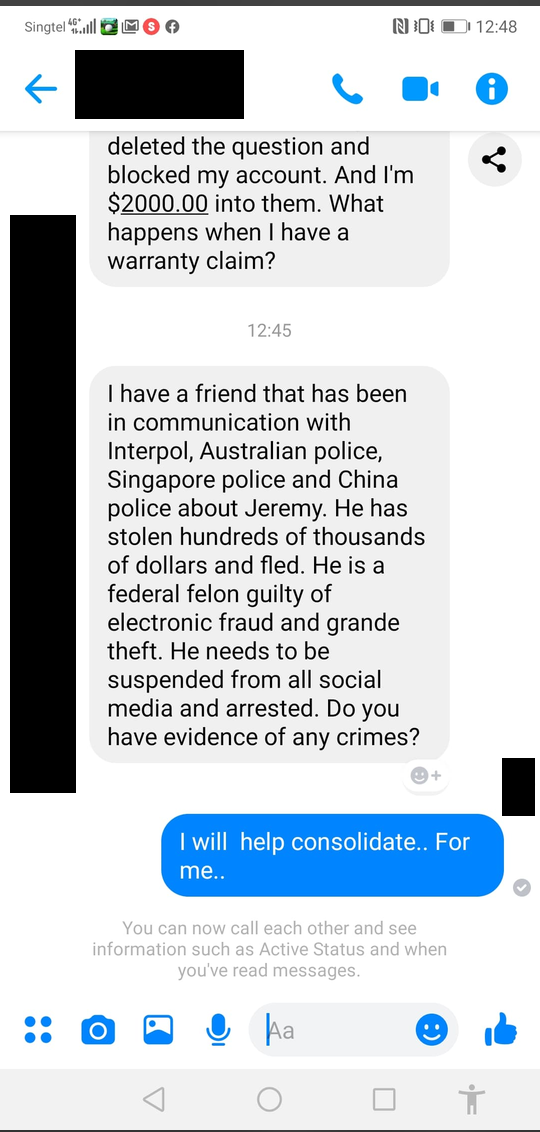 Singtel 4G+ 12:48
deleted the question and
blocked my account. And I'm
$2000.00 into them. What
happens when I have a
warranty claim?
12:45
I have a friend that has been
in communication with
Interpol, Australian police,
Singapore police and China
police about Jeremy. He has
stolen hundreds of thousands
of dollars and fled. He is a
federal felon guilty of
electronic fraud and grande
theft. He needs to be
suspended from all social
media and arrested. Do you
have evidence of any crimes?
I will  help consolidate.. For
me..
You can now call each other and see
information such as Active Status and when
you've read messages.
Aa